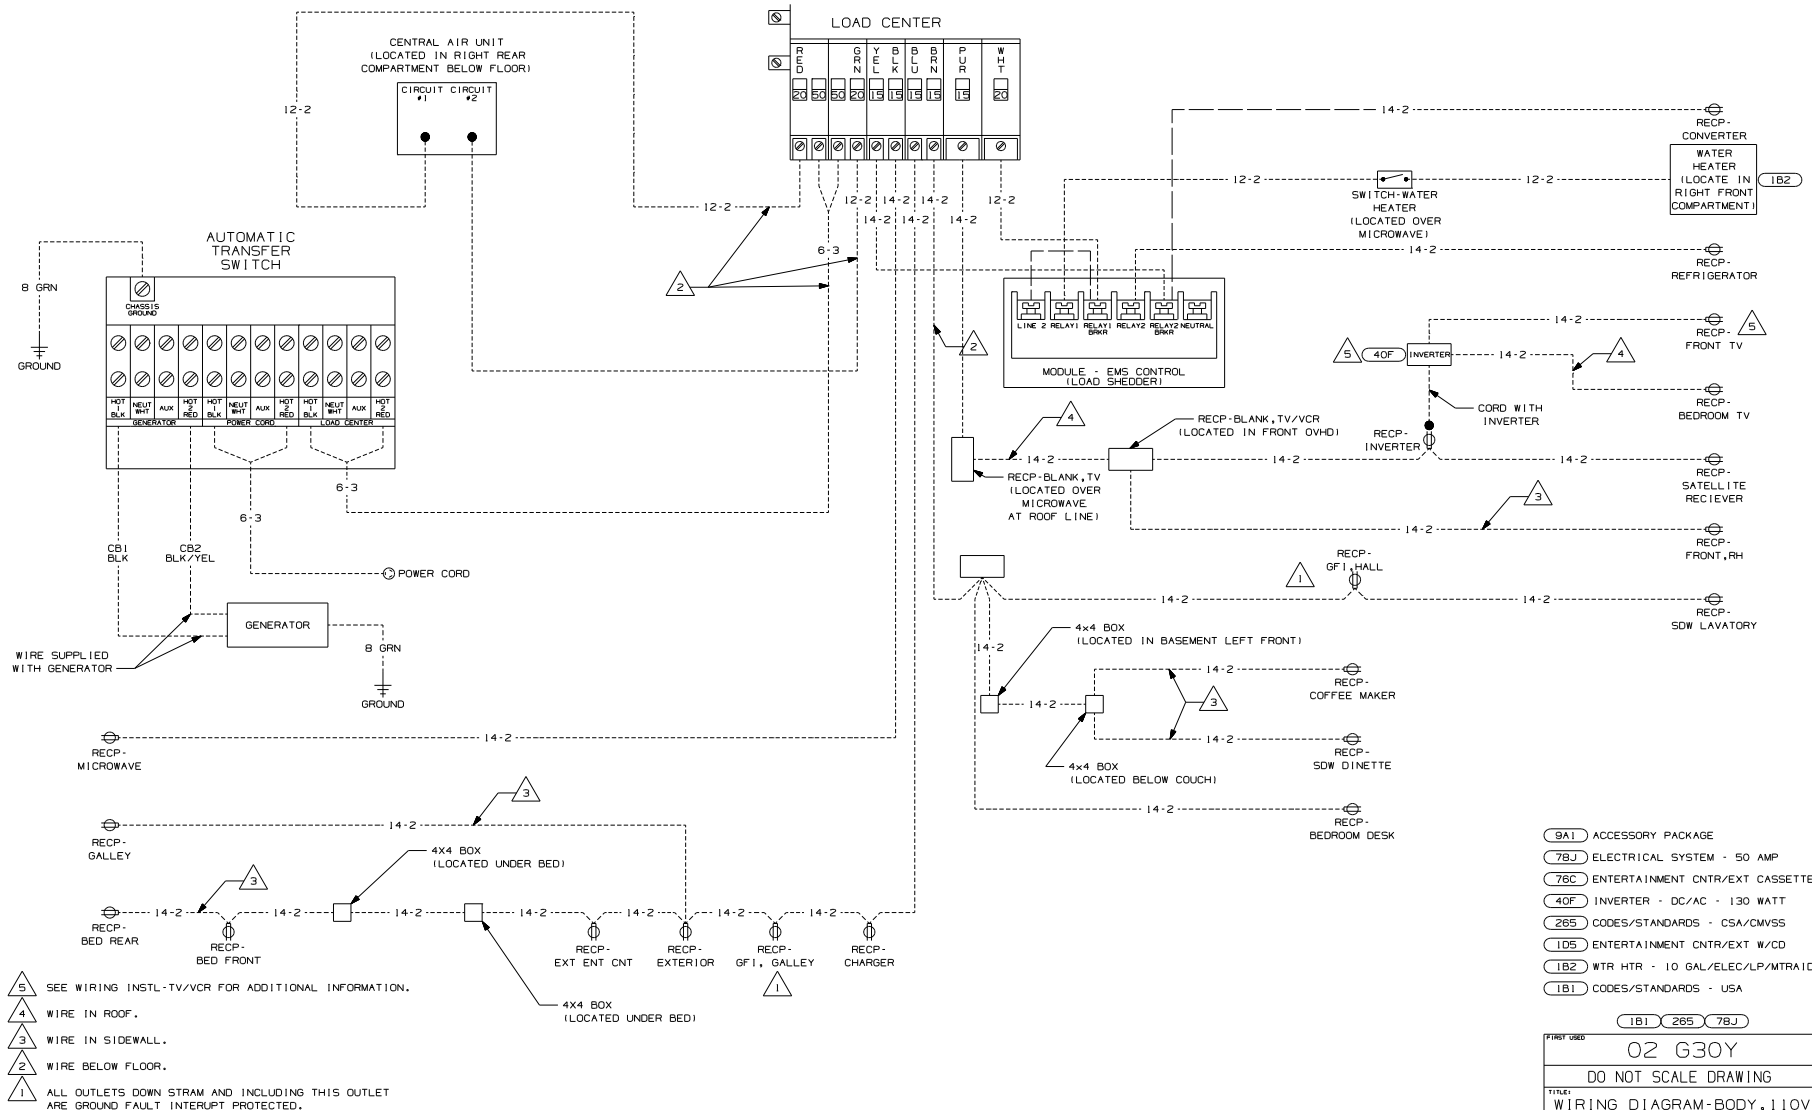 LOAD CENTER
RED
GRN
YEL
BLK
BLU
BRN
PUR
WHT
20
50
50
20
15
15
15
15
15
20
CENTRAL AIR UNIT
(LOCATED IN RIGHT REAR
COMPARTMENT BELOW FLOOR)
CIRCUIT CIRCUIT
#1 #2
12-2
14-2
RECP-
CONVERTER
WATER
HEATER
(LOCATE IN
RIGHT FRONT
COMPARTMENT)
1B2
12-2
12-2
SWITCH-WATER
HEATER
(LOCATED OVER
MICROWAVE)
12-2
12-2
14-2
14-2
14-2
14-2
14-2
12-2
6-3
2
14-2
RECP-
REFRIGERATOR
AUTOMATIC
TRANSFER
SWITCH
8 GRN
GROUND
CHASSIS
GROUND
HOT
1
BLK
NEUT
WHT
AUX
HOT
2
RED
HOT
1
BLK
NEUT
WHT
AUX
HOT
2
RED
HOT
1
BLK
NEUT
WHT
AUX
HOT
2
RED
GENERATOR
POWER CORD
LOAD CENTER
LINE 2
RELAY1
RELAY1
BRKR
RELAY2
RELAY2
BRKR
NEUTRAL
MODULE - EMS CONTROL
(LOAD SHEDDER)
2
14-2
RECP-
FRONT TV
5
5
40F
INVERTER
14-2
4
RECP-
BEDROOM TV
CORD WITH
INVERTER
RECP-
INVERTER
4
RECP-BLANK,TV/VCR
(LOCATED IN FRONT OVHD)
14-2
14-2
14-2
RECP-
SATELLITE
RECIEVER
RECP-BLANK,TV
(LOCATED OVER
MICROWAVE
AT ROOF LINE)
3
14-2
RECP-
FRONT,RH
6-3
6-3
CB1
BLK
CB2
BLK/YEL
POWER CORD
GENERATOR
8 GRN
GROUND
WIRE SUPPLIED
WITH GENERATOR
1
RECP-
GFI,HALL
14-2
14-2
RECP-
SDW LAVATORY
4x4 BOX
(LOCATED IN BASEMENT LEFT FRONT)
14-2
14-2
14-2
RECP-
COFFEE MAKER
3
14-2
RECP-
SDW DINETTE
4x4 BOX
(LOCATED BELOW COUCH)
14-2
RECP-
BEDROOM DESK
14-2
RECP-
MICROWAVE
3
14-2
RECP-
GALLEY
4X4 BOX
(LOCATED UNDER BED)
3
14-2
14-2
14-2
14-2
14-2
14-2
14-2
RECP-
BED REAR
RECP-
BED FRONT
RECP-
EXT ENT CNT
RECP-
EXTERIOR
RECP-
GFI, GALLEY
RECP-
CHARGER
1
4X4 BOX
(LOCATED UNDER BED)
5 SEE WIRING INSTL-TV/VCR FOR ADDITIONAL INFORMATION.
4 WIRE IN ROOF.
3 WIRE IN SIDEWALL.
2 WIRE BELOW FLOOR.
1 ALL OUTLETS DOWN STRAM AND INCLUDING THIS OUTLET
ARE GROUND FAULT INTERUPT PROTECTED.
9A1 ACCESSORY PACKAGE
78J ELECTRICAL SYSTEM - 50 AMP
76C ENTERTAINMENT CNTR/EXT CASSETTE
40F INVERTER - DC/AC - 130 WATT
265 CODES/STANDARDS - CSA/CMVSS
1D5 ENTERTAINMENT CNTR/EXT W/CD
1B2 WTR HTR - 10 GAL/ELEC/LP/MTRAID
1B1 CODES/STANDARDS - USA
1B1 265 78J
FIRST USED
02 G30Y
DO NOT SCALE DRAWING
TITLE:
WIRING DIAGRAM-BODY,110V